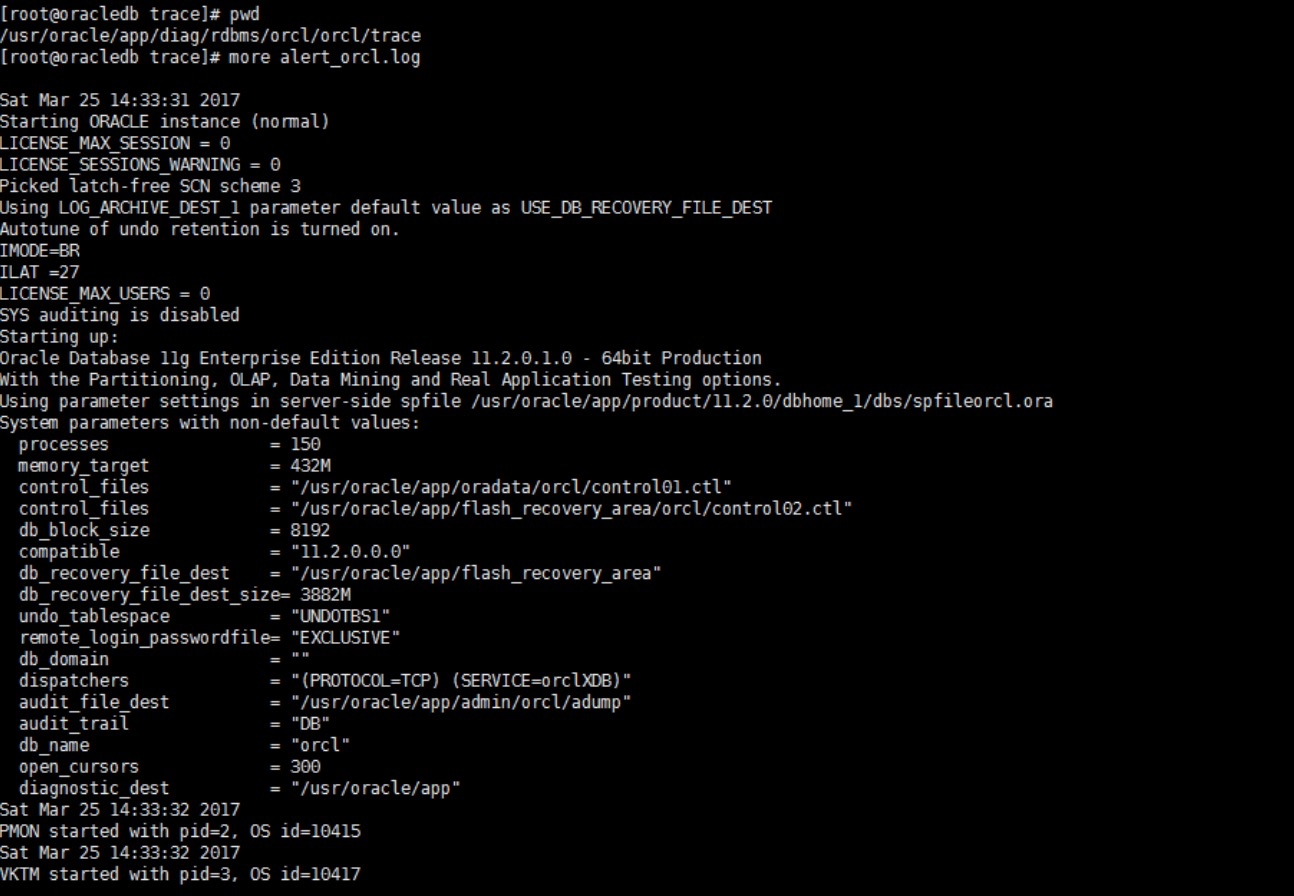 [root@oracledb trace]# pwd
/usr/oracle/app/diag/rdbms/orcl/orcl/trace
[root@oracledb trace]# more alert_orcl.log
Sat Mar 25 14:33:31 2017
Starting ORACLE instance (normal)
LICENSE_MAX_SESSION = 0
LICENSE_SESSIONS_WARNING = 0
Picked latch-free SCN scheme 3
Using LOG_ARCHIVE_DEST_1 parameter default value as USE_DB_RECOVERY_FILE_DEST
Autotune of undo retention is turned on.
IMODE=BR
ILAT =27
LICENSE_MAX_USERS = 0
SYS auditing is disabled
Starting up:
Oracle Database 11g Enterprise Edition Release 11.2.0.1.0 - 64bit Production
With the Partitioning, OLAP, Data Mining and Real Application Testing options.
Using parameter settings in server-side spfile /usr/oracle/app/product/11.2.0/dbhome_1/dbs/spfileorcl.ora
System parameters with non-default values:
  processes                = 150
  memory_target            = 432M
  control_files            = "/usr/oracle/app/oradata/orcl/control01.ctl"
  control_files            = "/usr/oracle/app/flash_recovery_area/orcl/control02.ctl"
  db_block_size            = 8192
  compatible               = "11.2.0.0.0"
  db_recovery_file_dest    = "/usr/oracle/app/flash_recovery_area"
  db_recovery_file_dest_size= 3882M
  undo_tablespace          = "UNDOTBS1"
  remote_login_passwordfile= "EXCLUSIVE"
  db_domain                = ""
  dispatchers              = "(PROTOCOL=TCP) (SERVICE=orclXDB)"
  audit_file_dest          = "/usr/oracle/app/admin/orcl/adump"
  audit_trail              = "DB"
  db_name                  = "orcl"
  open_cursors             = 300
  diagnostic_dest          = "/usr/oracle/app"
Sat Mar 25 14:33:32 2017
PMON started with pid=2, OS id=10415
Sat Mar 25 14:33:32 2017
VKTM started with pid=3, OS id=10417